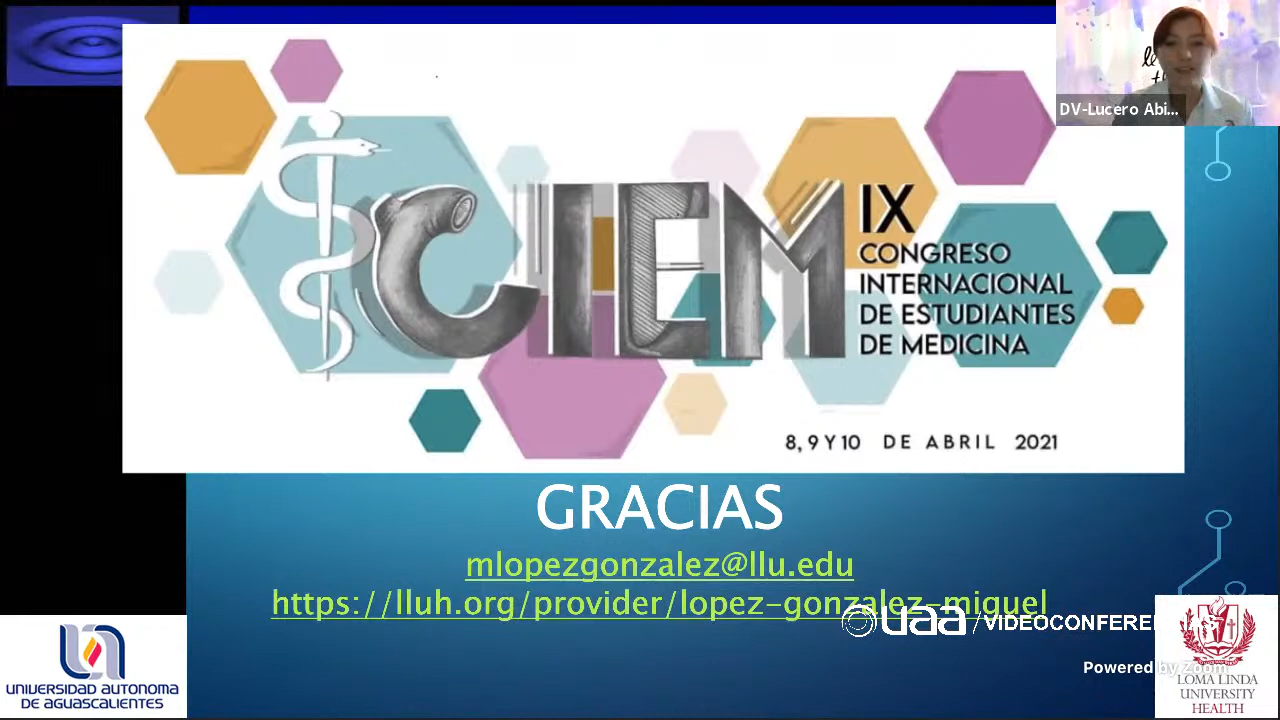 DV-Lucero Abi...
CIEM
IX
CONGRESO
INTERNACIONAL
DE ESTUDIANTES
DE MEDICINA
8, 9 Y 10 DE ABRIL 2021
GRACIAS
mlopezgonzalez@llu.edu
https://lluh.org/provider/lopez-gonzalez-miguel
uaa /VIDEOCONFERENCIAS
Powered by Zoom
UNIVERSIDAD AUTONOMA
DE AGUASCALIENTES
LOMA LINDA
UNIVERSITY
HEALTH